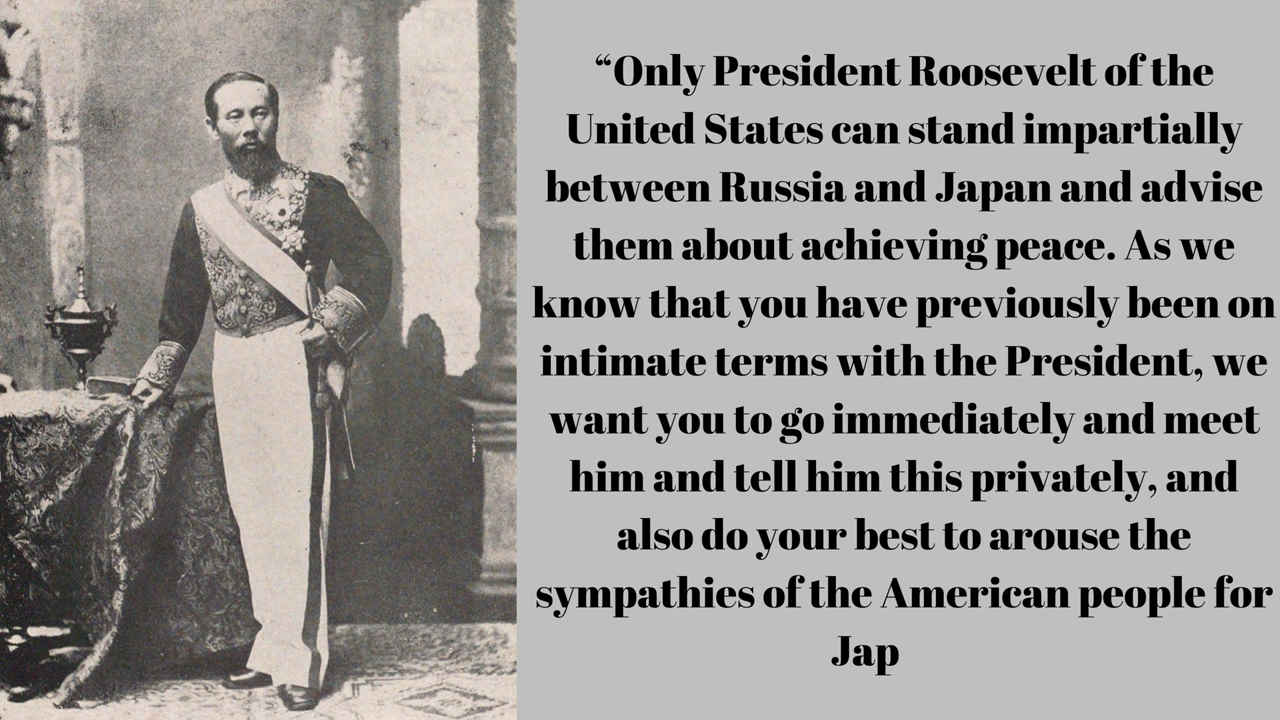 “Only President Roosevelt of the
United States can stand impartially
between Russia and Japan and advise
them about achieving peace. As we
know that you have previously been on
intimate terms with the President, we
want you to go immediately and meet
him and tell him this privately, and
also do your best to arouse the
sympathies of the American people for
Jap